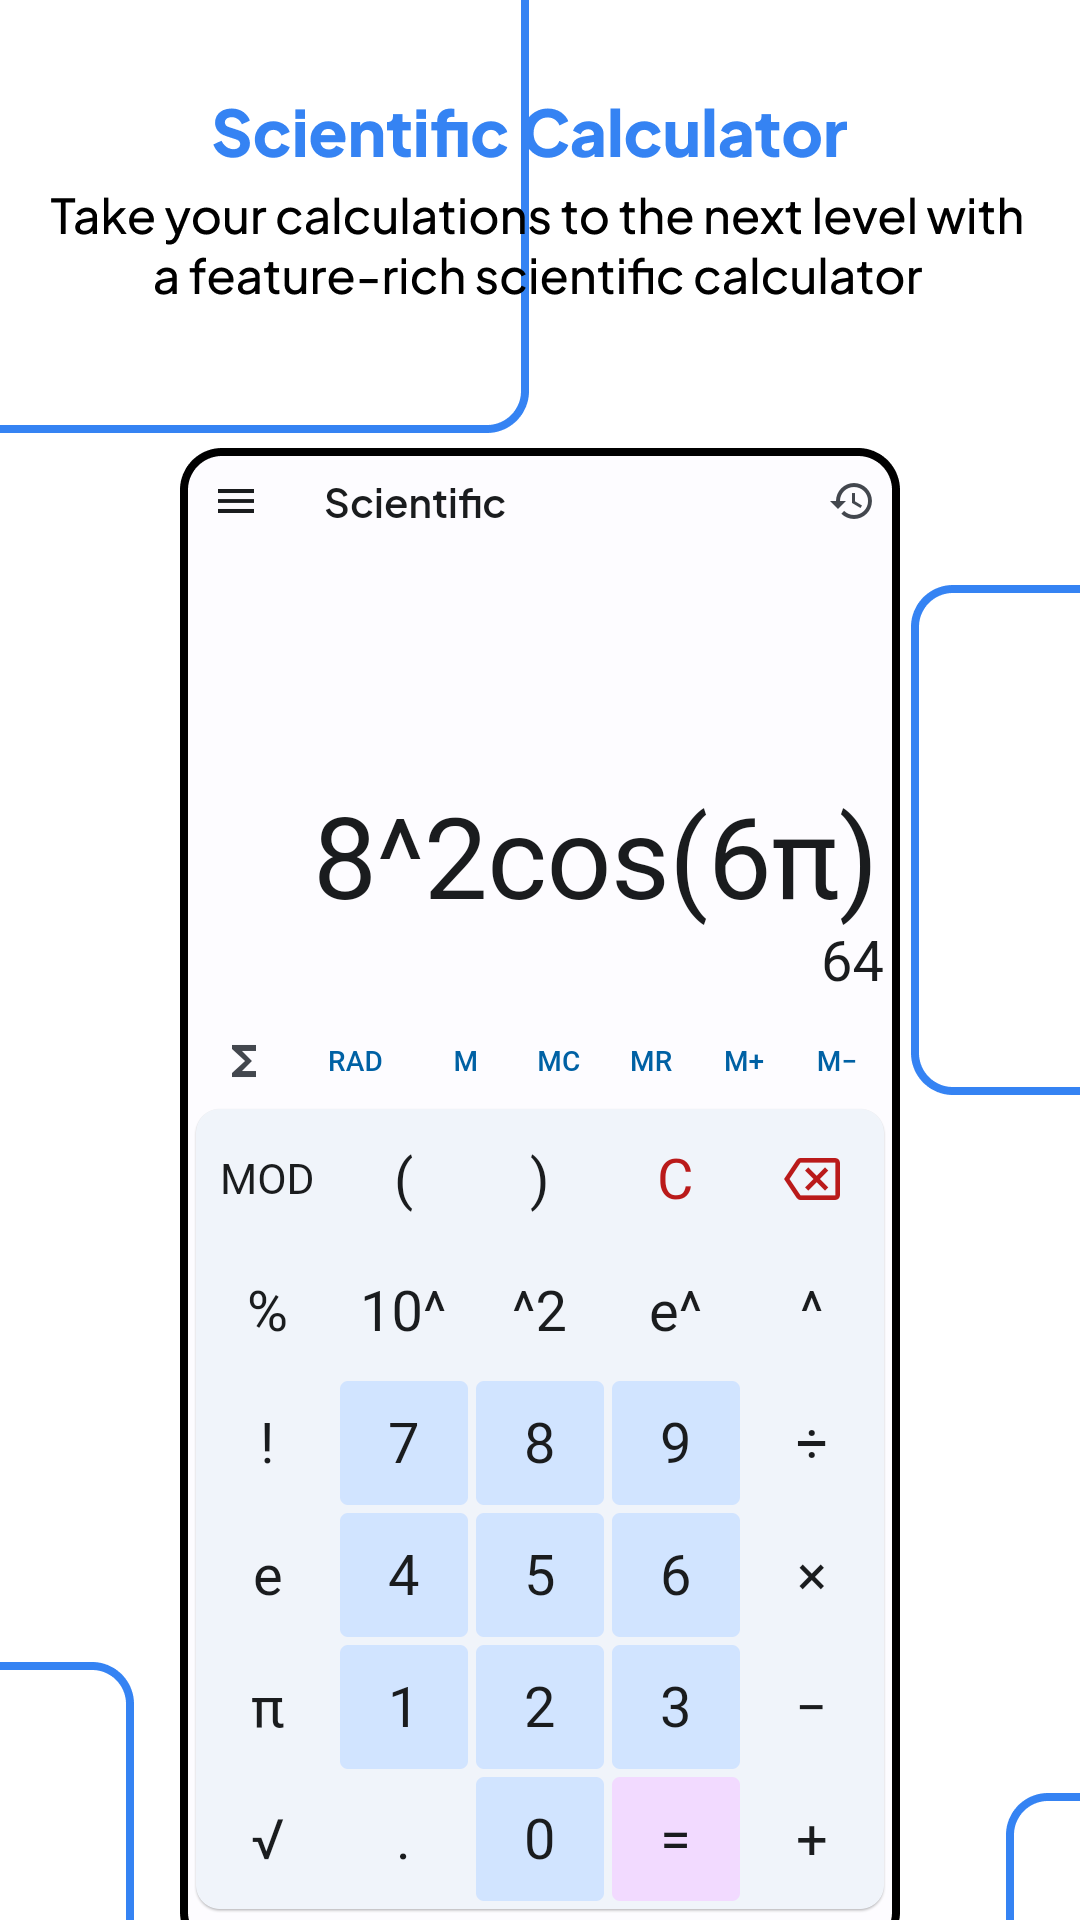 Scientific Calculator
Take your calculations to the next level with
a feature-rich scientific calculator
Scientific
8^2cos(6π)
64
Σ RAD M MC MR M+ M−
MOD ( ) C
% 10^ ^2 e^ ^
! 7 8 9 ÷
e 4 5 6 ×
π 1 2 3 −
√ . 0 = +